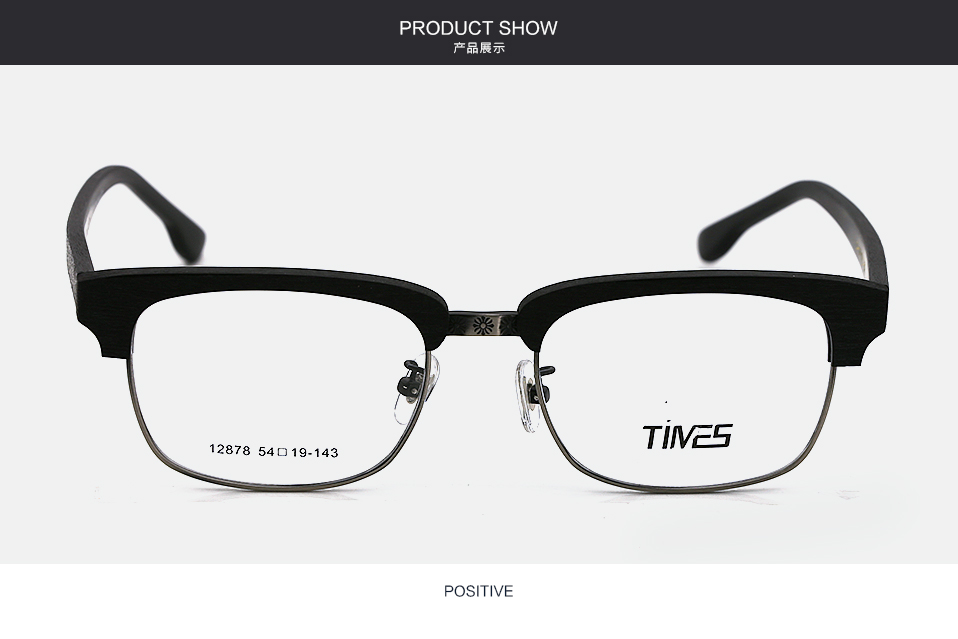 PRODUCT SHOW
产品展示
12878 54□19-143
TIMES
POSITIVE